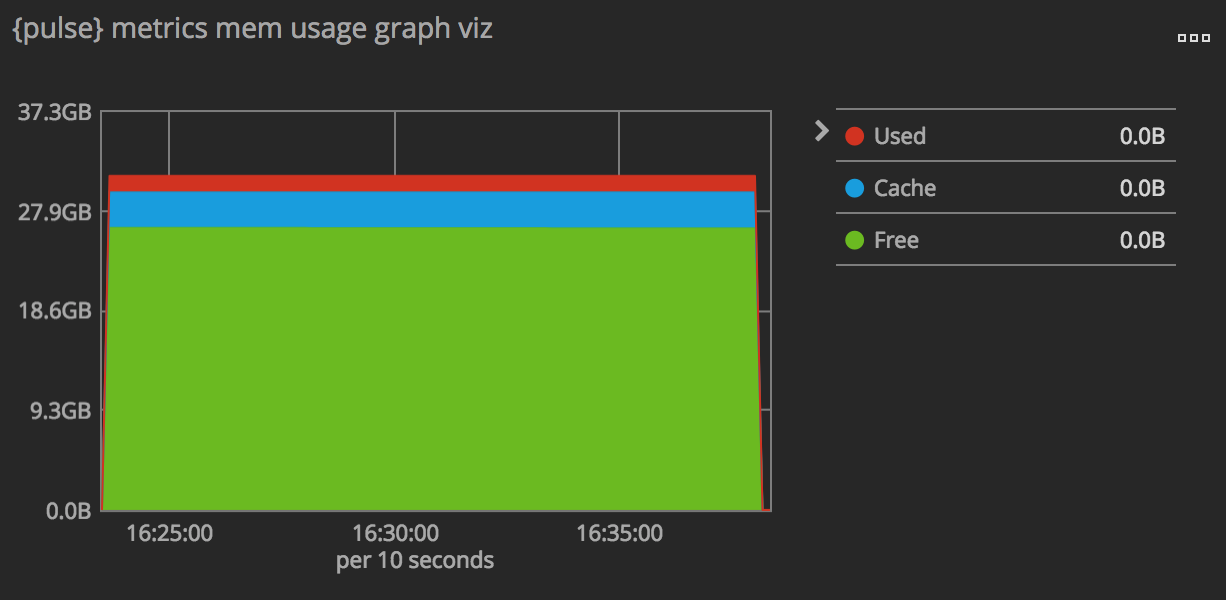 {pulse} metrics mem usage graph viz
37.3GB
27.9GB
18.6GB
9.3GB
0.0B
16:25:00 16:30:00 16:35:00
per 10 seconds
Used 0.0B
Cache 0.0B
Free 0.0B